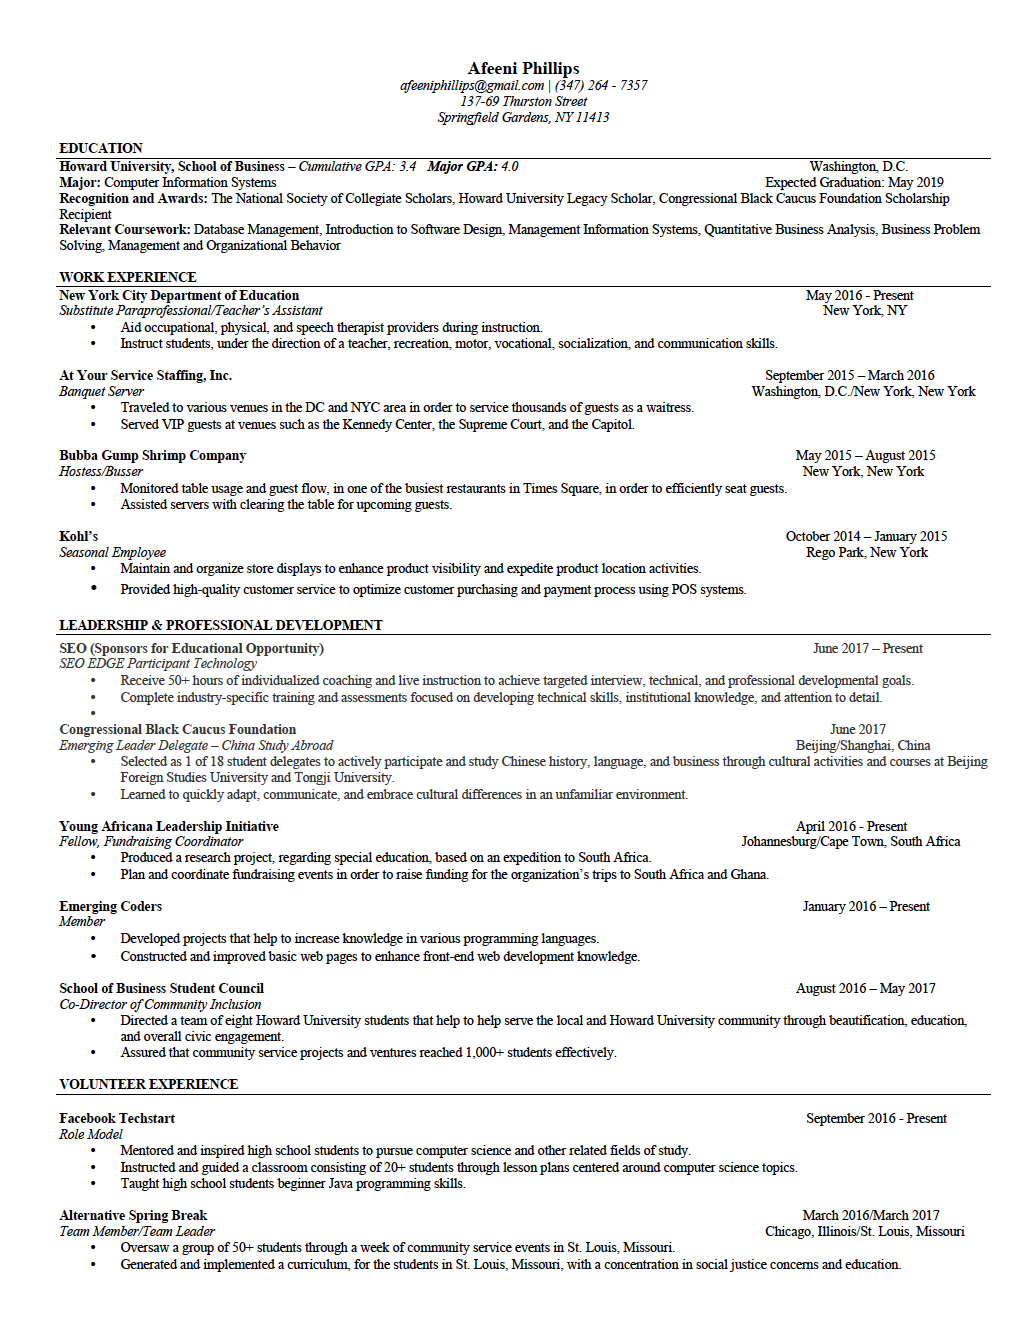 Afeeni Phillips
afeeniphillips@gmail.com | (347) 264 - 7357
137-69 Thurston Street
Springfield Gardens, NY 11413
EDUCATION
Howard University, School of Business – Cumulative GPA: 3.4 Major GPA: 4.0 Washington, D.C.
Major: Computer Information Systems Expected Graduation: May 2019
Recognition and Awards: The National Society of Collegiate Scholars, Howard University Legacy Scholar, Congressional Black Caucus Foundation Scholarship
Recipient
Relevant Coursework: Database Management, Introduction to Software Design, Management Information Systems, Quantitative Business Analysis, Business Problem
Solving, Management and Organizational Behavior
WORK EXPERIENCE
New York City Department of Education May 2016 - Present
Substitute Paraprofessional/Teacher's Assistant New York, NY
• Aid occupational, physical, and speech therapist providers during instruction.
• Instruct students, under the direction of a teacher, recreation, motor, vocational, socialization, and communication skills.
At Your Service Staffing, Inc. September 2015 – March 2016
Banquet Server Washington, D.C./New York, New York
• Traveled to various venues in the DC and NYC area in order to service thousands of guests as a waitress.
• Served VIP guests at venues such as the Kennedy Center, the Supreme Court, and the Capitol.
Bubba Gump Shrimp Company May 2015 – August 2015
Hostess/Busser New York, New York
• Monitored table usage and guest flow, in one of the busiest restaurants in Times Square, in order to efficiently seat guests.
• Assisted servers with clearing the table for upcoming guests.
Kohl's October 2014 – January 2015
Seasonal Employee Rego Park, New York
• Maintain and organize store displays to enhance product visibility and expedite product location activities.
• Provided high-quality customer service to optimize customer purchasing and payment process using POS systems.
LEADERSHIP & PROFESSIONAL DEVELOPMENT
SEO (Sponsors for Educational Opportunity) June 2017 – Present
SEO EDGE Participant Technology
• Receive 50+ hours of individualized coaching and live instruction to achieve targeted interview, technical, and professional developmental goals.
• Complete industry-specific training and assessments focused on developing technical skills, institutional knowledge, and attention to detail.
•
Congressional Black Caucus Foundation June 2017
Emerging Leader Delegate – China Study Abroad Beijing/Shanghai, China
• Selected as 1 of 18 student delegates to actively participate and study Chinese history, language, and business through cultural activities and courses at Beijing
Foreign Studies University and Tongji University.
• Learned to quickly adapt, communicate, and embrace cultural differences in an unfamiliar environment.
Young Africana Leadership Initiative April 2016 - Present
Fellow, Fundraising Coordinator Johannesburg/Cape Town, South Africa
• Produced a research project, regarding special education, based on an expedition to South Africa.
• Plan and coordinate fundraising events in order to raise funding for the organization's trips to South Africa and Ghana.
Emerging Coders January 2016 – Present
Member
• Developed projects that help to increase knowledge in various programming languages.
• Constructed and improved basic web pages to enhance front-end web development knowledge.
School of Business Student Council August 2016 – May 2017
Co-Director of Community Inclusion
• Directed a team of eight Howard University students that help to help serve the local and Howard University community through beautification, education,
and overall civic engagement.
• Assured that community service projects and ventures reached 1,000+ students effectively.
VOLUNTEER EXPERIENCE
Facebook Techstart September 2016 - Present
Role Model
• Mentored and inspired high school students to pursue computer science and other related fields of study.
• Instructed and guided a classroom consisting of 20+ students through lesson plans centered around computer science topics.
• Taught high school students beginner Java programming skills.
Alternative Spring Break March 2016/March 2017
Team Member/Team Leader Chicago, Illinois/St. Louis, Missouri
• Oversaw a group of 50+ students through a week of community service events in St. Louis, Missouri.
• Generated and implemented a curriculum, for the students in St. Louis, Missouri, with a concentration in social justice concerns and education.